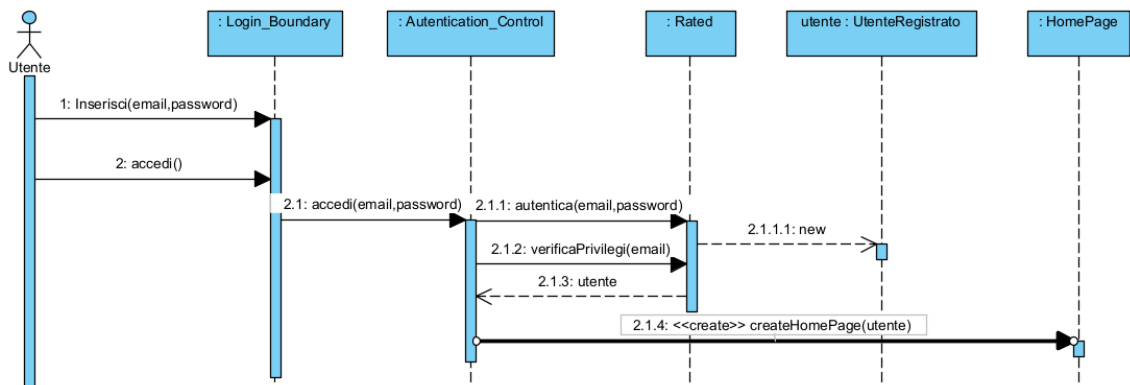 : Login_Boundary
: Autentication_Control
: Rated
utente : UtenteRegistrato
: HomePage
Utente
1: Inserisci(email,password)
2: accedi()
2.1: accedi(email,password)
2.1.1: autentica(email,password)
2.1.1.1: new
2.1.2: verificaPrivilegi(email)
2.1.3: utente
2.1.4: <<create>> createHomePage(utente)